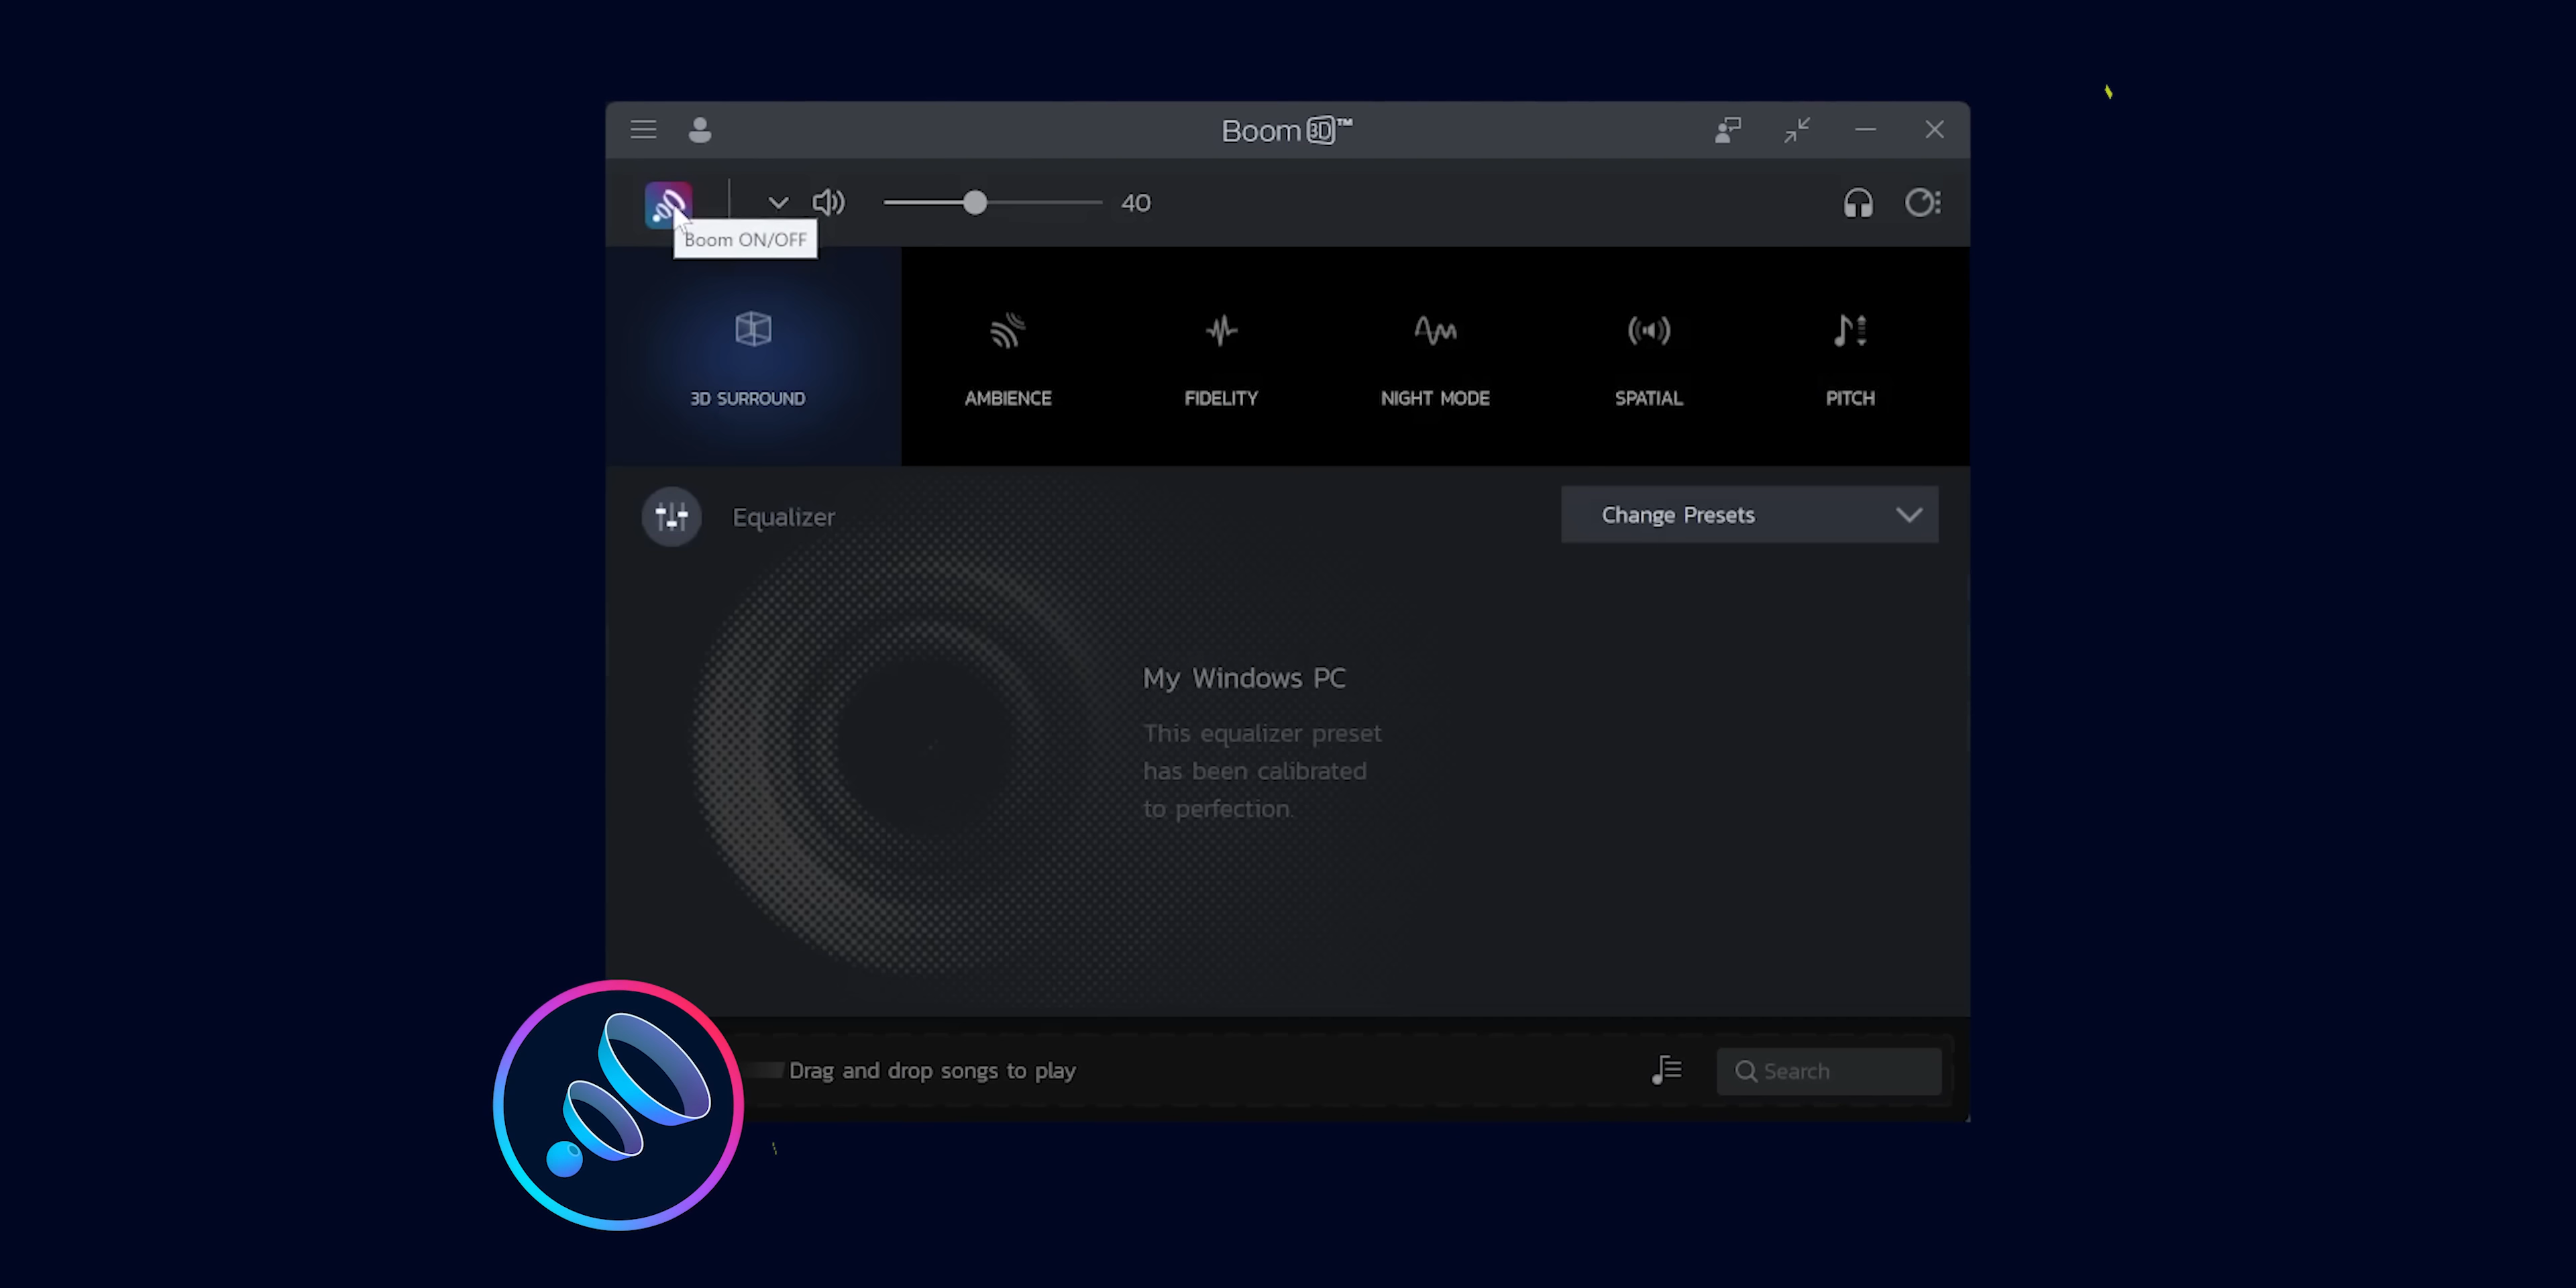 Boom 3D™
40
Boom ON/OFF
3D SURROUND
AMBIENCE
FIDELITY
NIGHT MODE
SPATIAL
PITCH
Equalizer
Change Presets
My Windows PC
This equalizer preset
has been calibrated
to perfection.
Drag and drop songs to play
Search